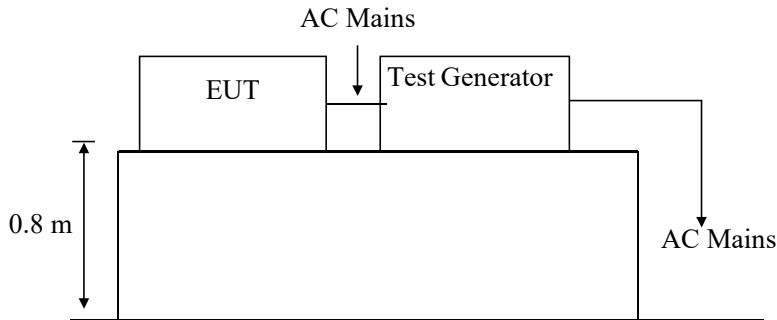 AC Mains
EUT
Test Generator
0.8 m
AC Mains